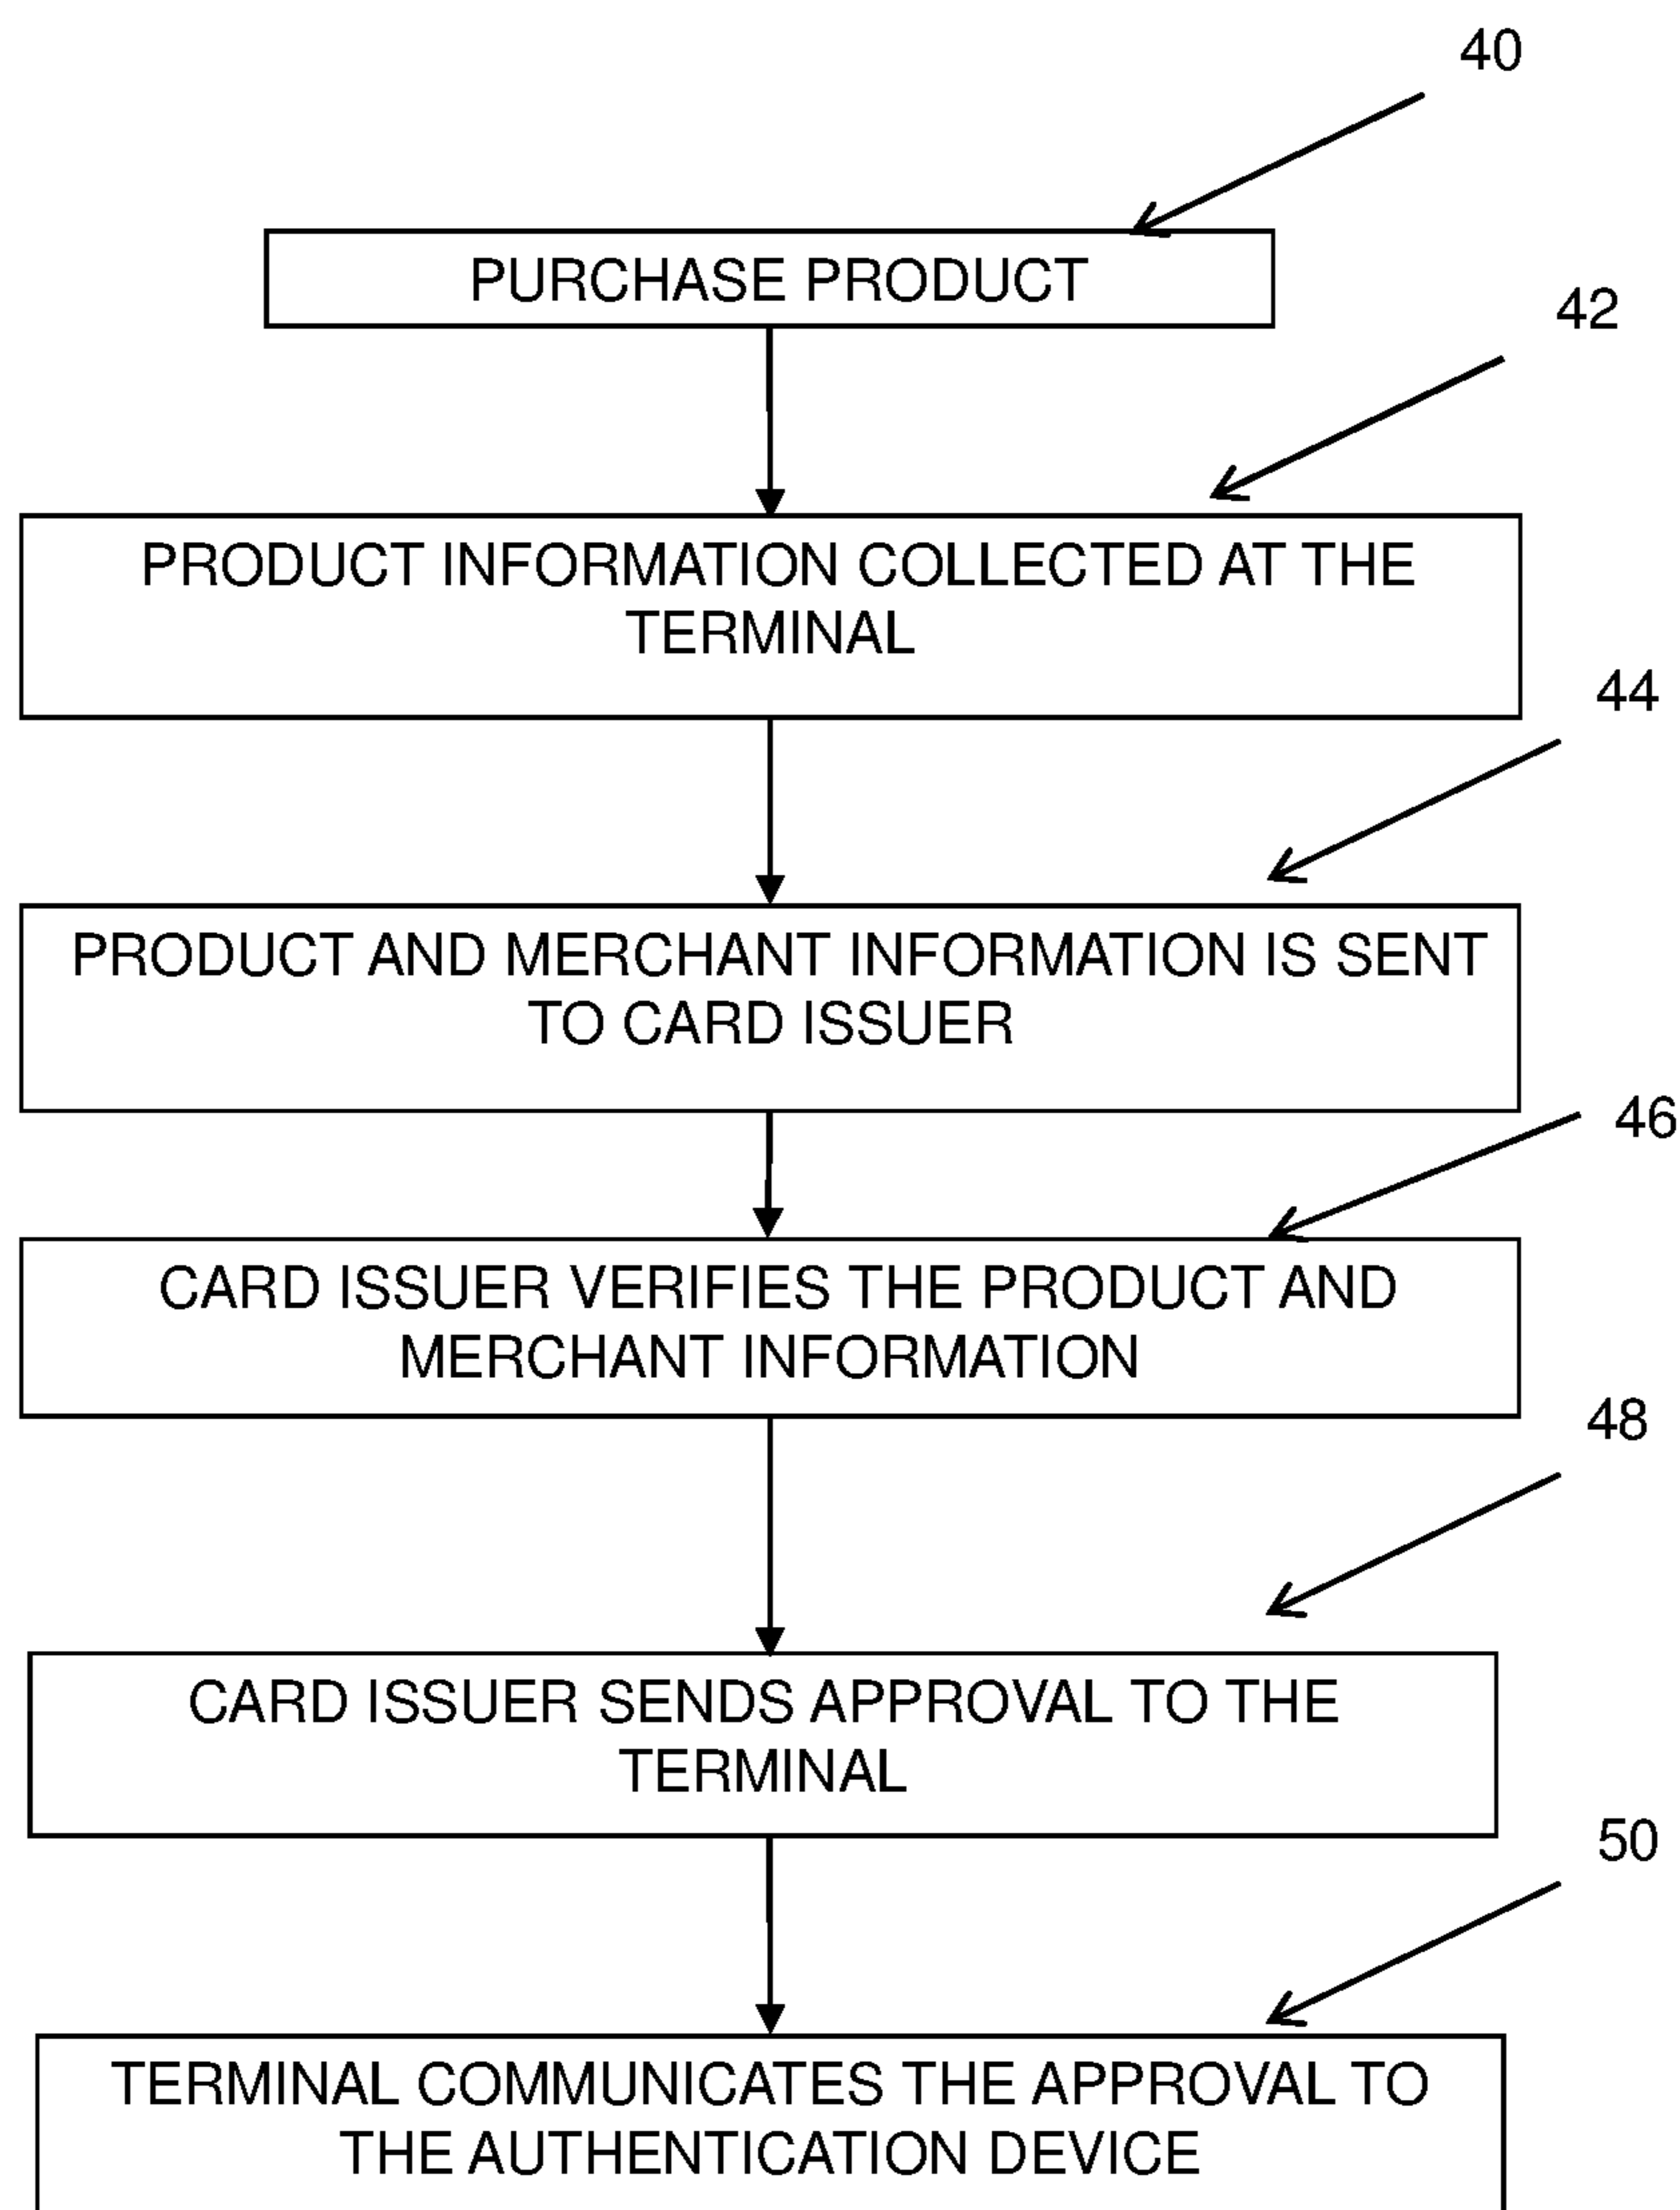 40
PURCHASE PRODUCT
42
PRODUCT INFORMATION COLLECTED AT THE
TERMINAL
44
PRODUCT AND MERCHANT INFORMATION IS SENT
TO CARD ISSUER
46
CARD ISSUER VERIFIES THE PRODUCT AND
MERCHANT INFORMATION
48
CARD ISSUER SENDS APPROVAL TO THE
TERMINAL
50
TERMINAL COMMUNICATES THE APPROVAL TO
THE AUTHENTICATION DEVICE